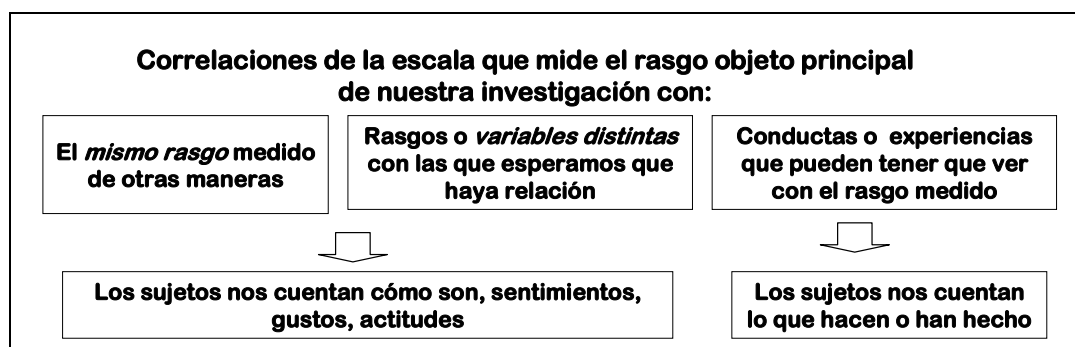 Correlaciones de la escala que mide el rasgo objeto principal
de nuestra investigación con:
El mismo rasgo medido
de otras maneras
Rasgos o variables distintas
con las que esperamos que
haya relación
Conductas o experiencias
que pueden tener que ver
con el rasgo medido
Los sujetos nos cuentan cómo son, sentimientos,
gustos, actitudes
Los sujetos nos cuentan
lo que hacen o han hecho